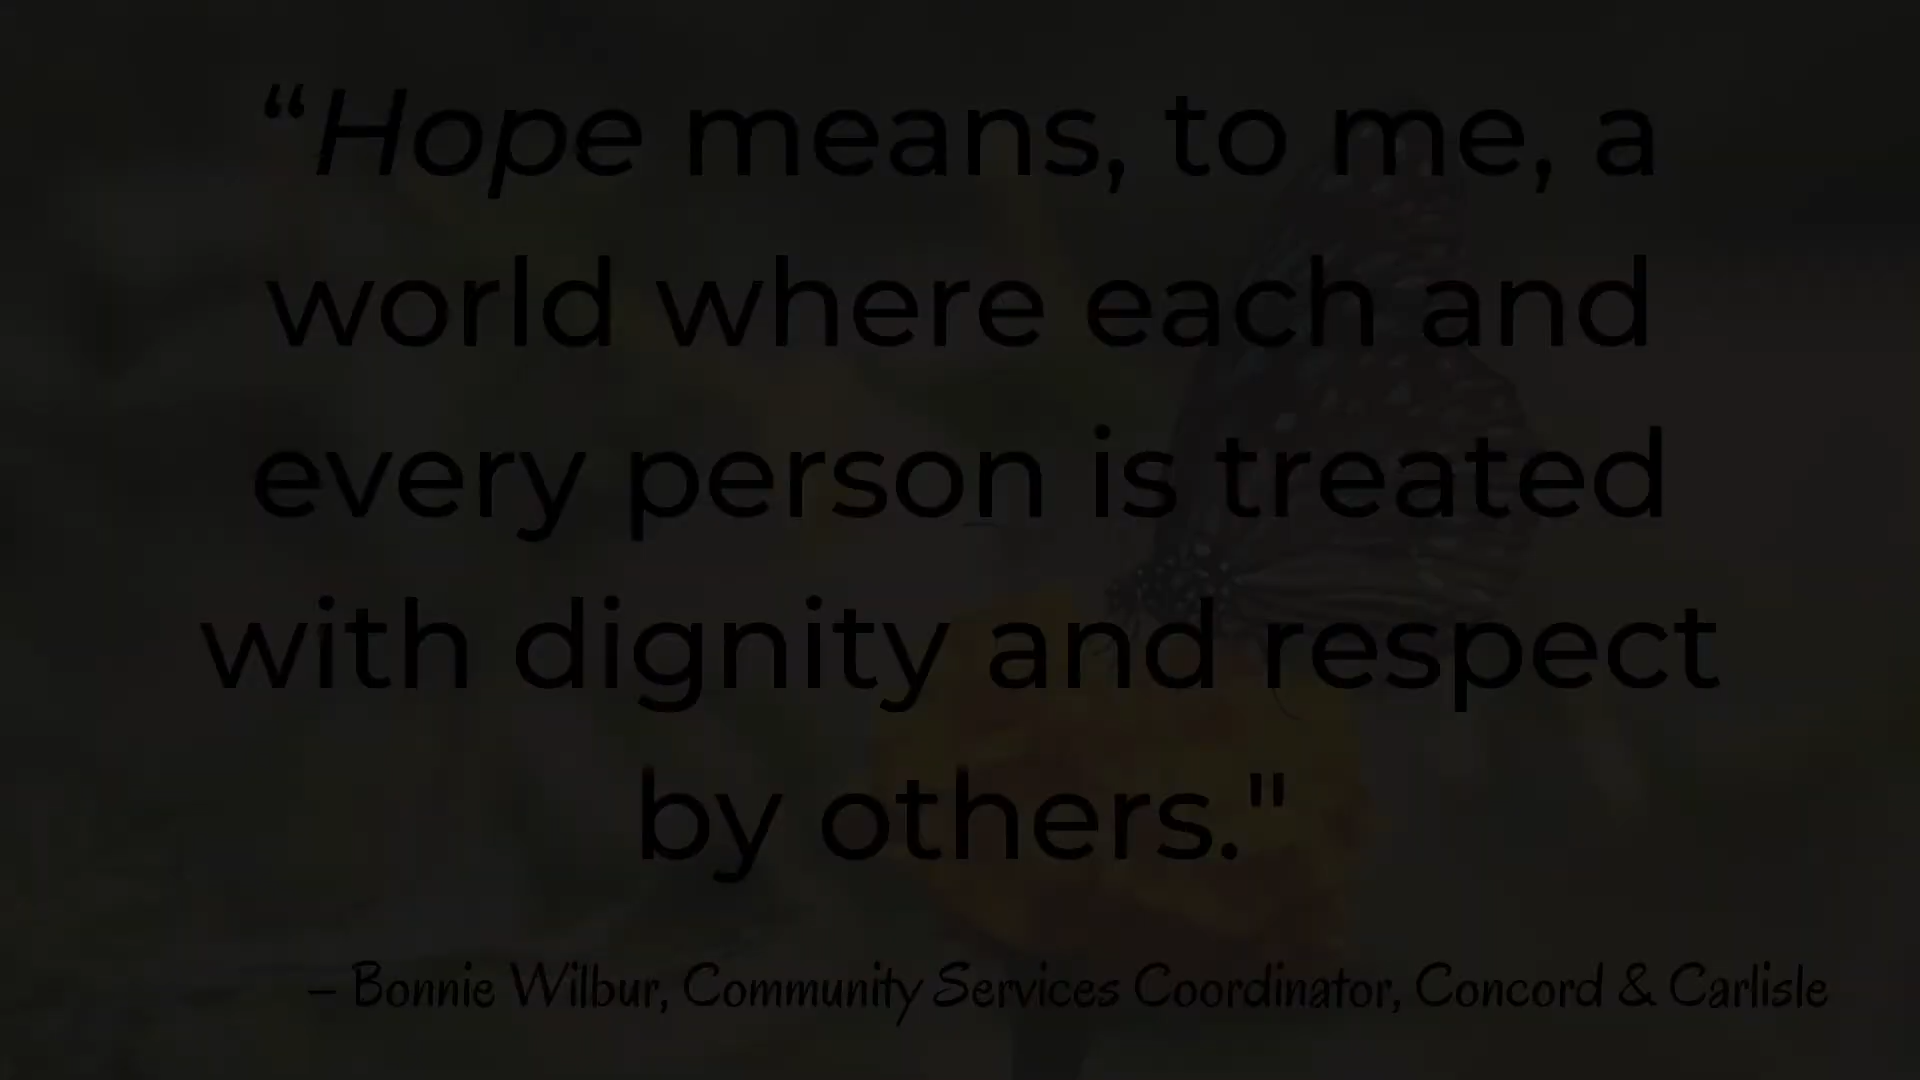 “Hope means, to me, a
world where each and
every person is treated
with dignity and respect
by others."
– Bonnie Wilbur, Community Services Coordinator, Concord & Carlisle